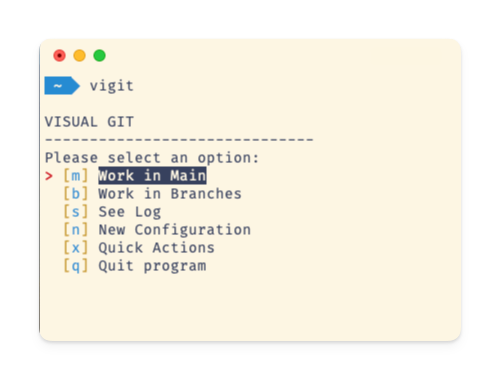 ~ vigit
VISUAL GIT
------------------------------
Please select an option:
> [m] Work in Main
[b] Work in Branches
[s] See Log
[n] New Configuration
[x] Quick Actions
[q] Quit program